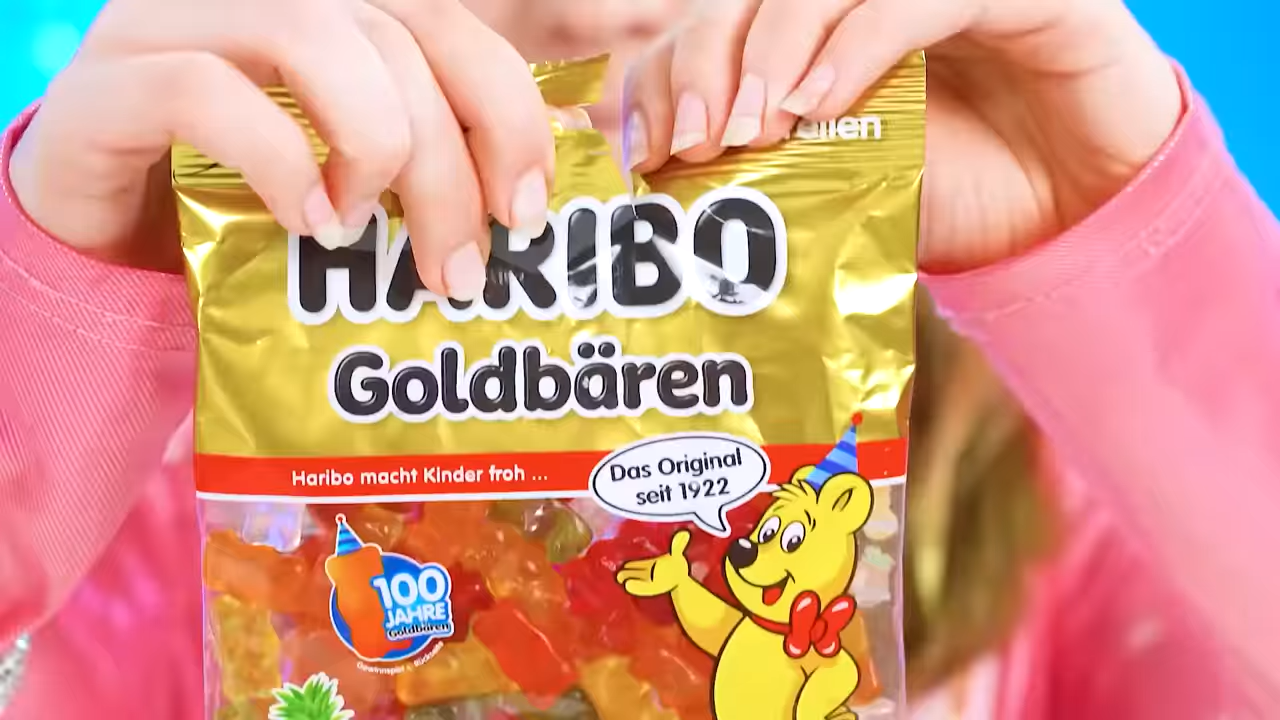 HARIBO
Goldbären
Haribo macht Kinder froh ...
Das Original
seit 1922
100
JAHRE
Goldbären